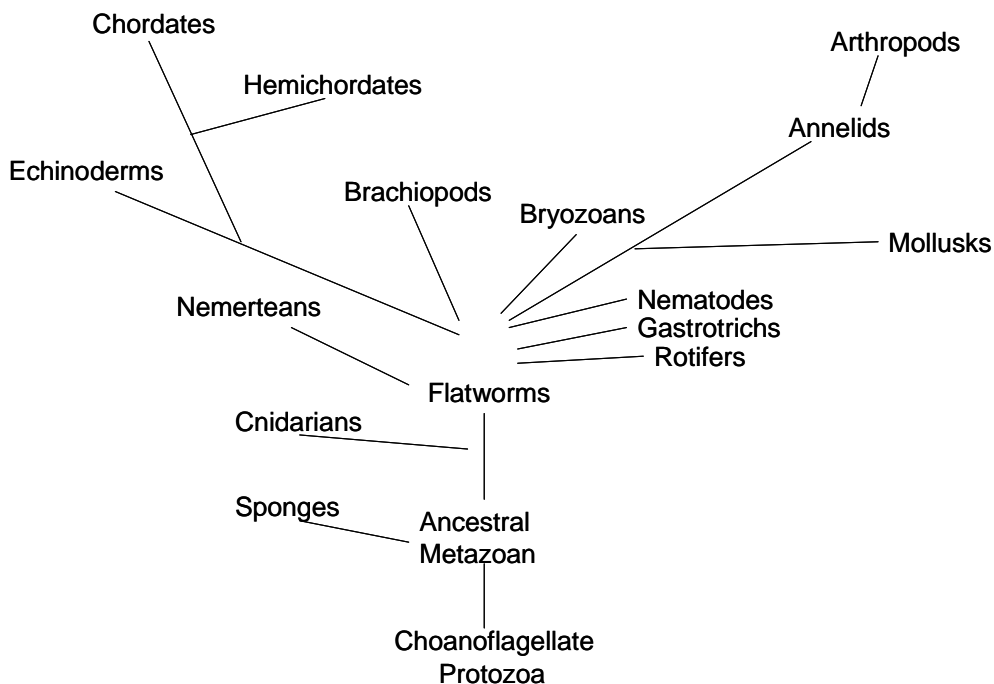 Chordates
Arthropods
Hemichordates
Annelids
Echinoderms
Brachiopods
Bryozoans
Mollusks
Nemerteans
Nematodes
Gastrotrichs
Rotifers
Flatworms
Cnidarians
Sponges
Ancestral
Metazoan
Choanoflagellate
Protozoa